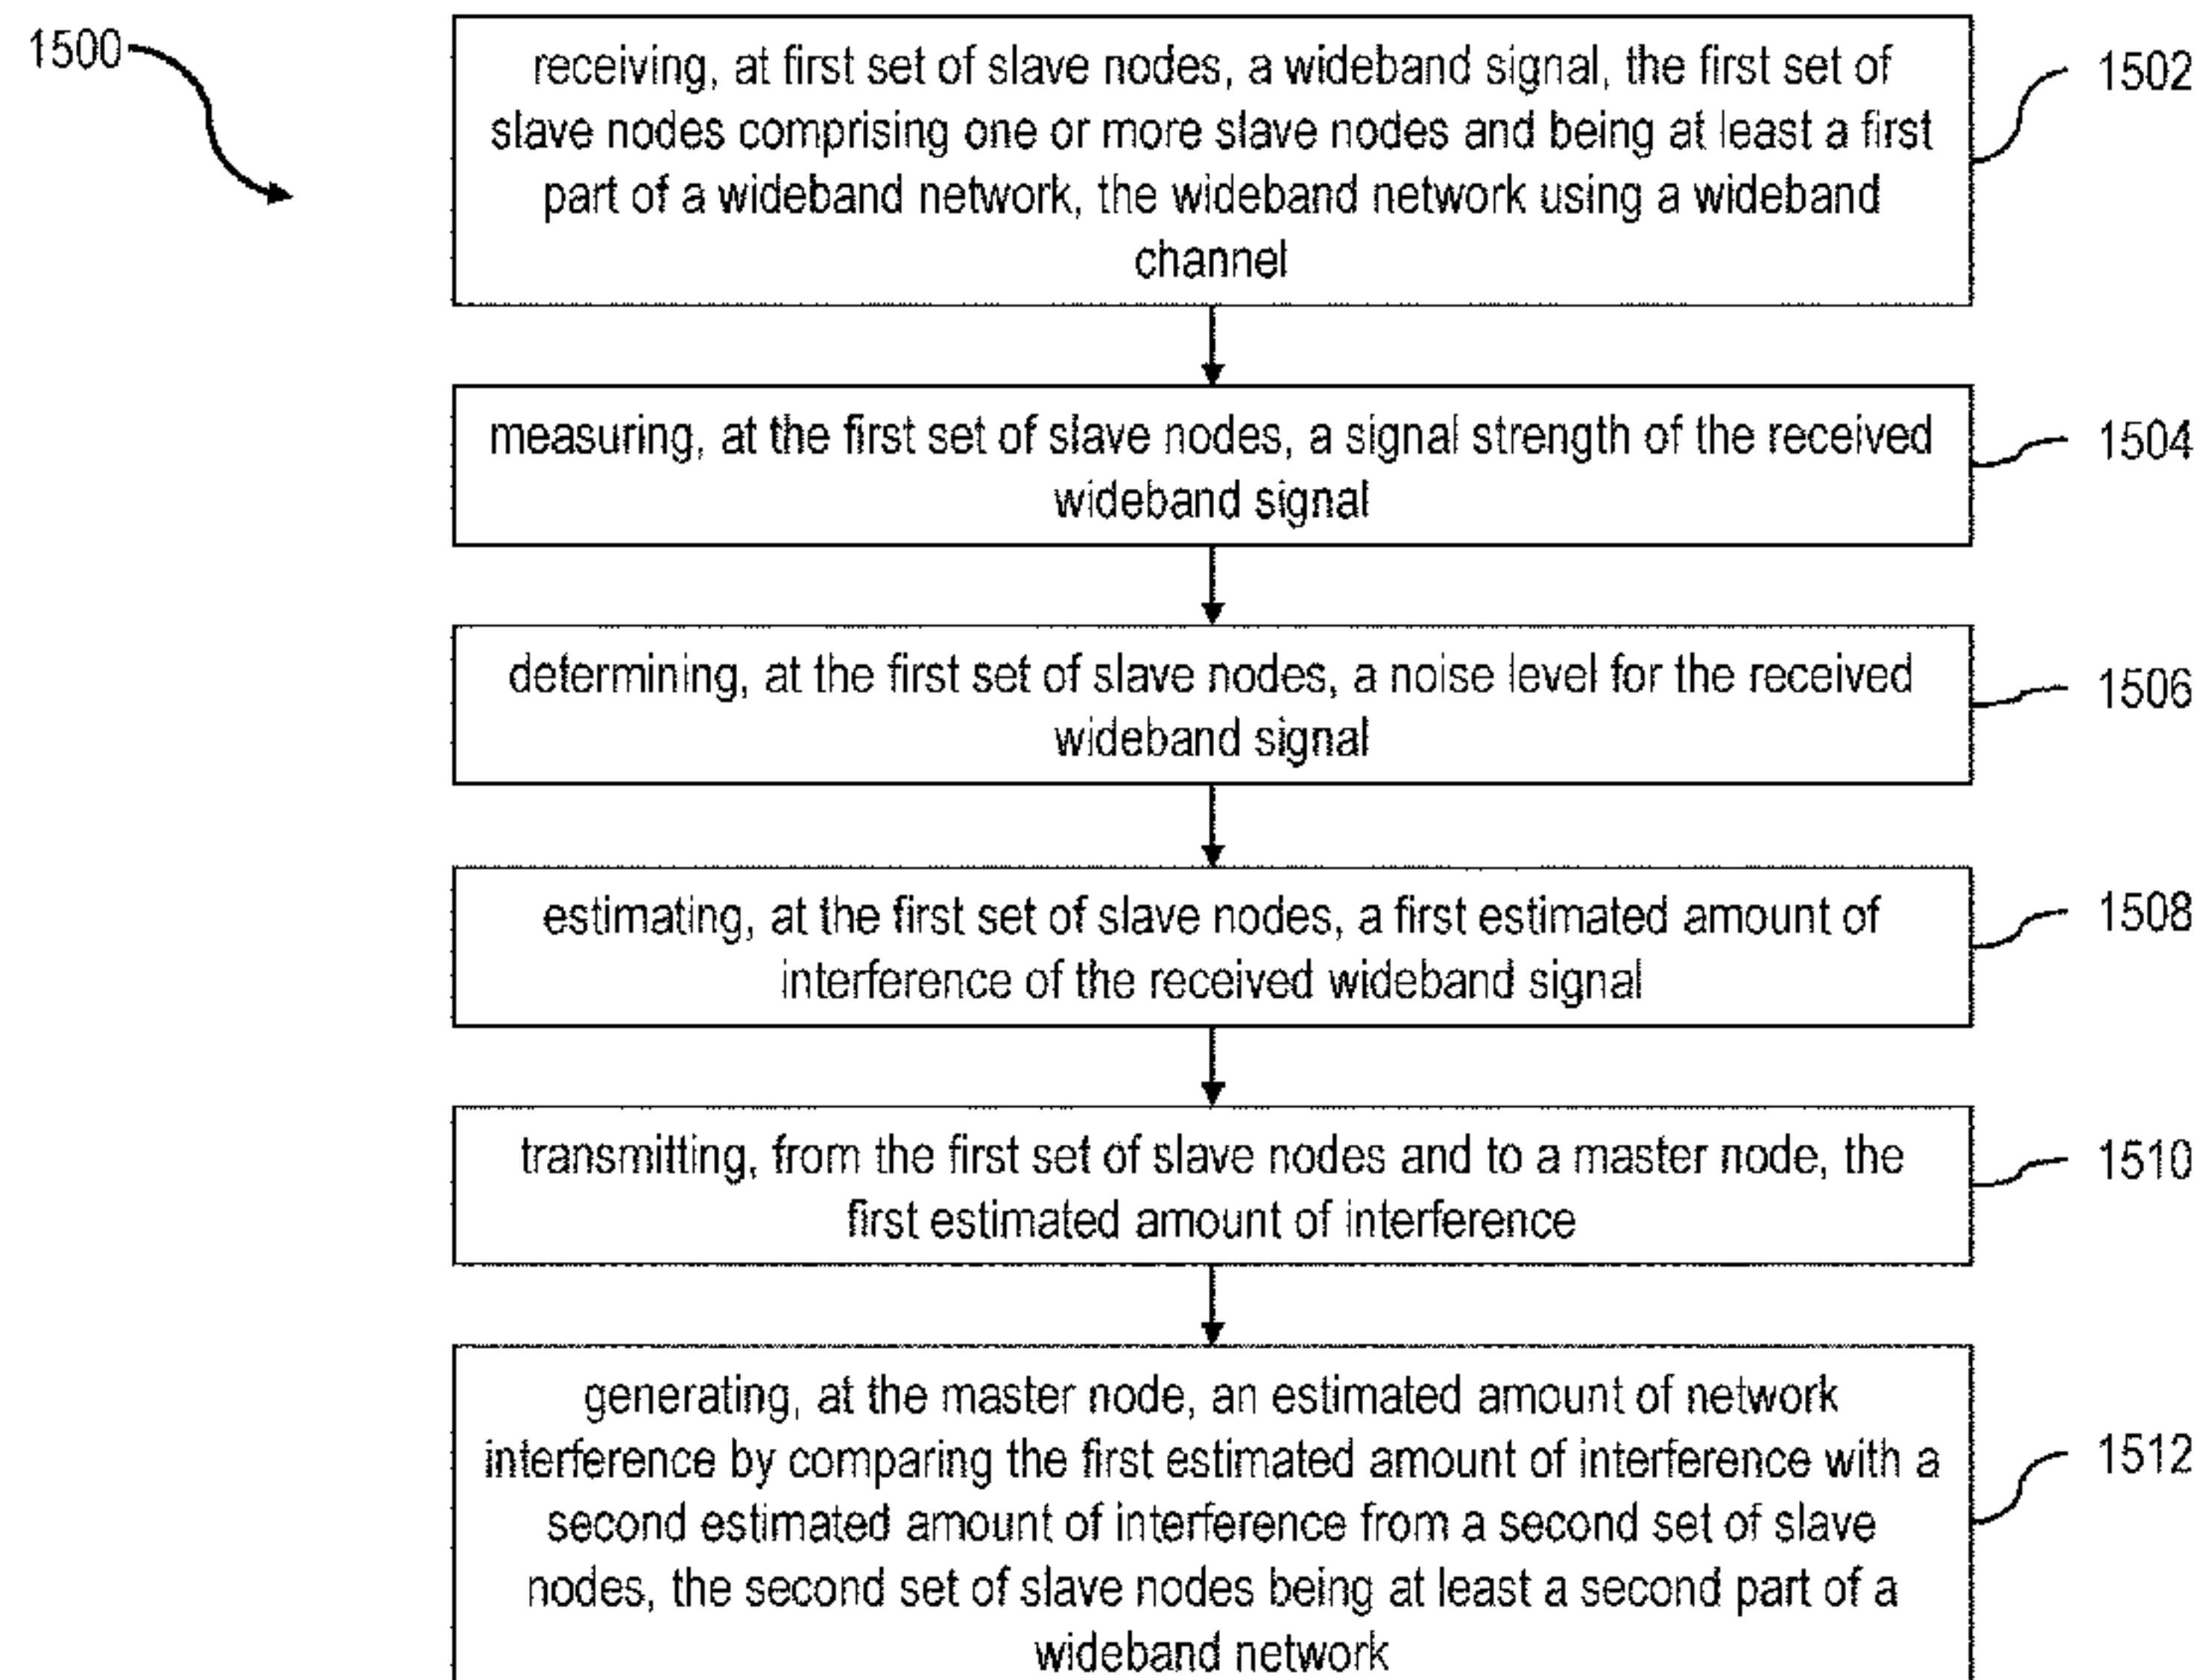 1500
receiving, at first set of slave nodes, a wideband signal, the first set of
slave nodes comprising one or more slave nodes and being at least a first
part of a wideband network, the wideband network using a wideband
channel
1502
measuring, at the first set of slave nodes, a signal strength of the received
wideband signal
1504
determining, at the first set of slave nodes, a noise level for the received
wideband signal
1506
estimating, at the first set of slave nodes, a first estimated amount of
interference of the received wideband signal
1508
transmitting, from the first set of slave nodes and to a master node, the
first estimated amount of interference
1510
generating, at the master node, an estimated amount of network
interference by comparing the first estimated amount of interference with a
second estimated amount of interference from a second set of slave
nodes, the second set of slave nodes being at least a second part of a
wideband network
1512